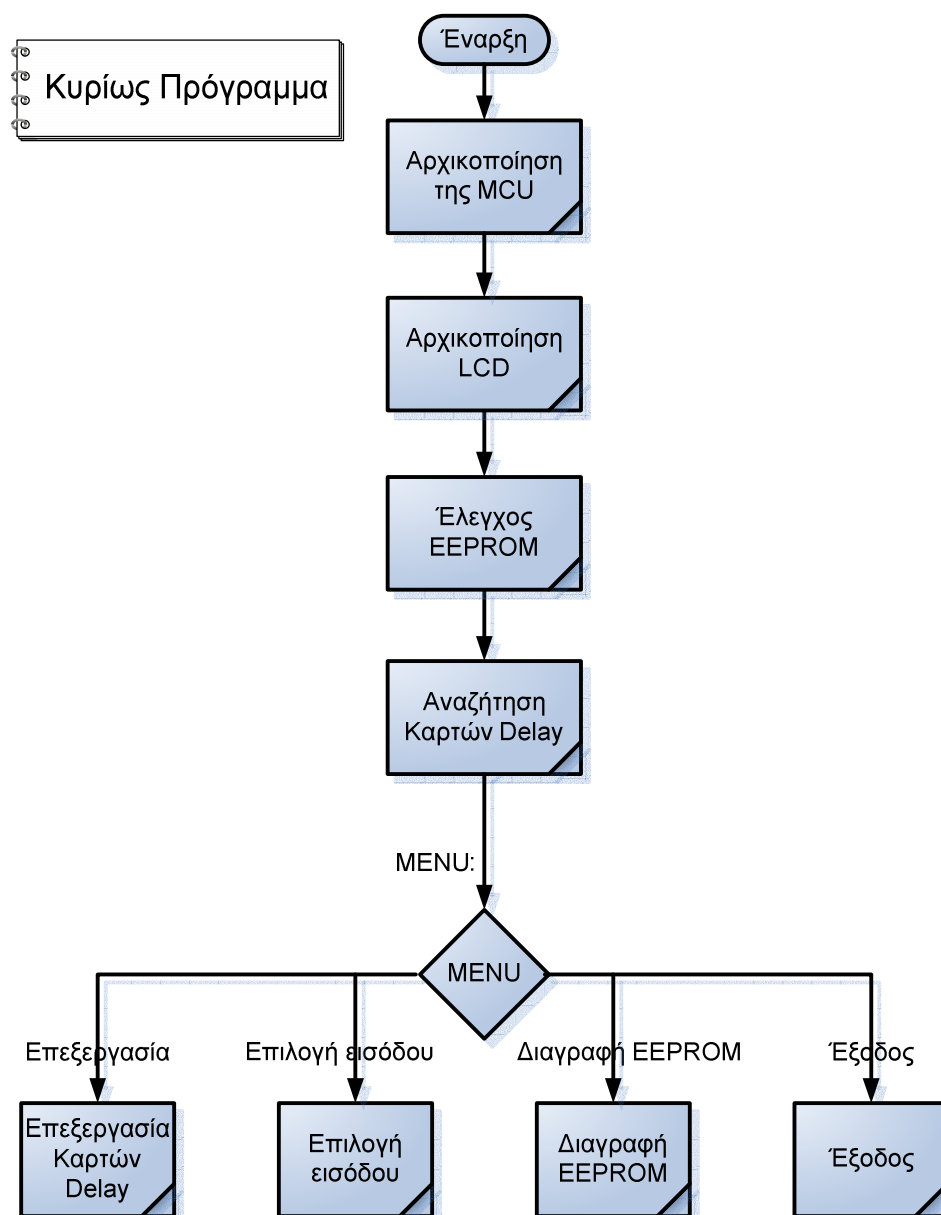 Έναρξη
Κυρίως Πρόγραμμα
Αρχικοποίηση
της MCU
Αρχικοποίηση
LCD
Έλεγχος
EEPROM
Αναζήτηση
Καρτών Delay
MENU:
MENU
Επεξεργασία
Επιλογή εισόδου
Διαγραφή EEPROM
Έξοδος
Επεξεργασία
Καρτών
Delay
Επιλογή
εισόδου
Διαγραφή
EEPROM
Έξοδος